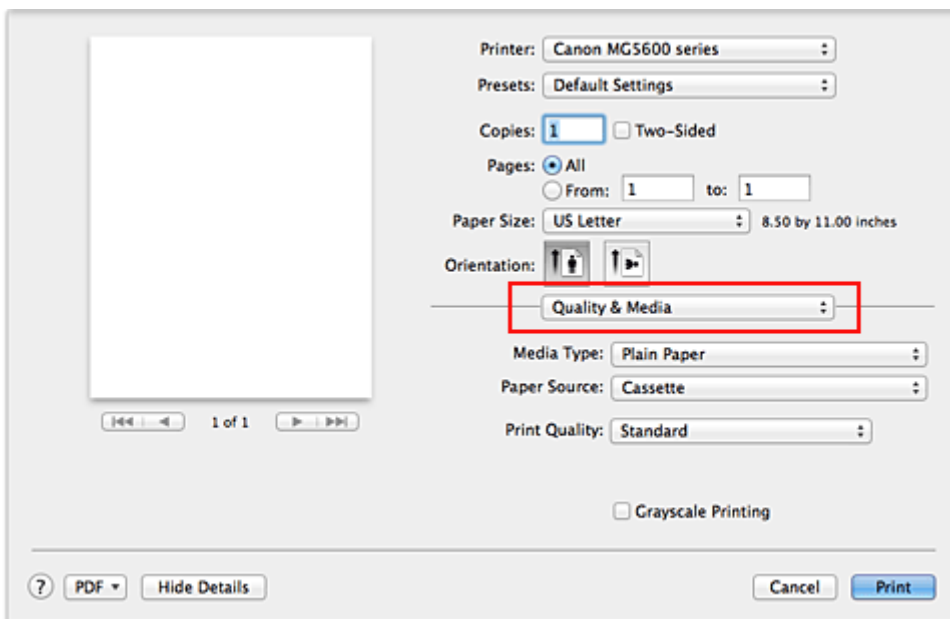 Printer: Canon MG5600 series
Presets: Default Settings
Copies: 1 Two-Sided
Pages: All
From: 1 to: 1
Paper Size: US Letter 8.50 by 11.00 inches
Orientation:
Quality & Media
Media Type: Plain Paper
Paper Source: Cassette
1 of 1
Print Quality: Standard
Grayscale Printing
? PDF Hide Details Cancel Print